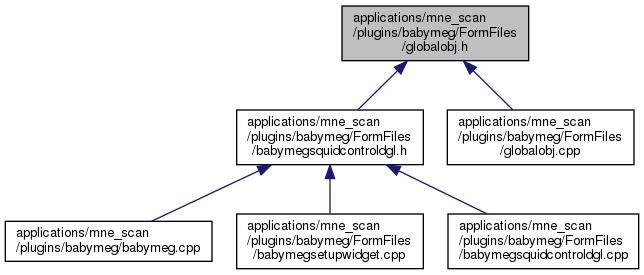 applications/mne_scan
/plugins/babymeg/FormFiles
/globalobj.h
applications/mne_scan
/plugins/babymeg/FormFiles
/babymegsquidcontroldgl.h
applications/mne_scan
/plugins/babymeg/FormFiles
/globalobj.cpp
applications/mne_scan
/plugins/babymeg/babymeg.cpp
applications/mne_scan
/plugins/babymeg/FormFiles
/babymegsetupwidget.cpp
applications/mne_scan
/plugins/babymeg/FormFiles
/babymegsquidcontroldgl.cpp